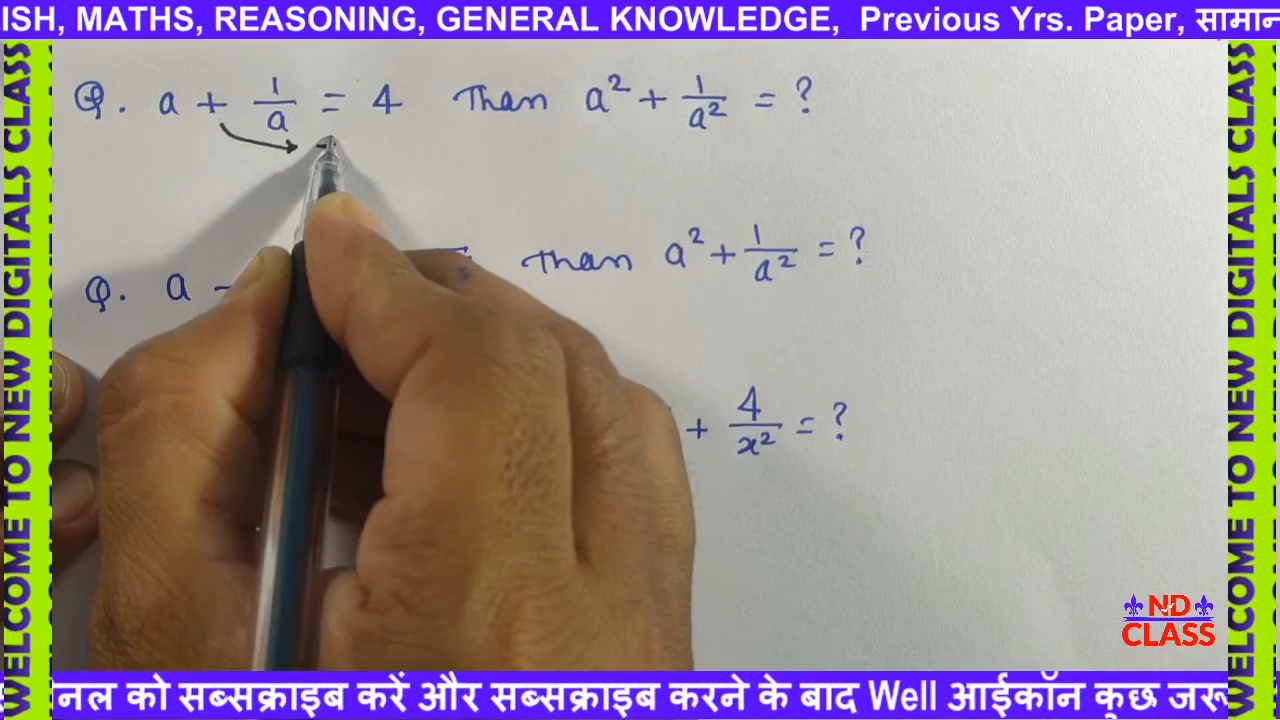 ISH, MATHS, REASONING, GENERAL KNOWLEDGE, Previous Yrs. Paper, सामान
WELCOME TO NEW DIGITALS CLASS
Q. a + 1/a = 4 Than a² + 1/a² = ?
Q. a - Than a² + 1/a² = ?
+ 4/x² = ?
ND
CLASS
WELCOME TO NEW DIGITALS CLASS
नल को सब्सक्राइब करें और सब्सक्राइब करने के बाद Well आईकॉन कुछ जरू